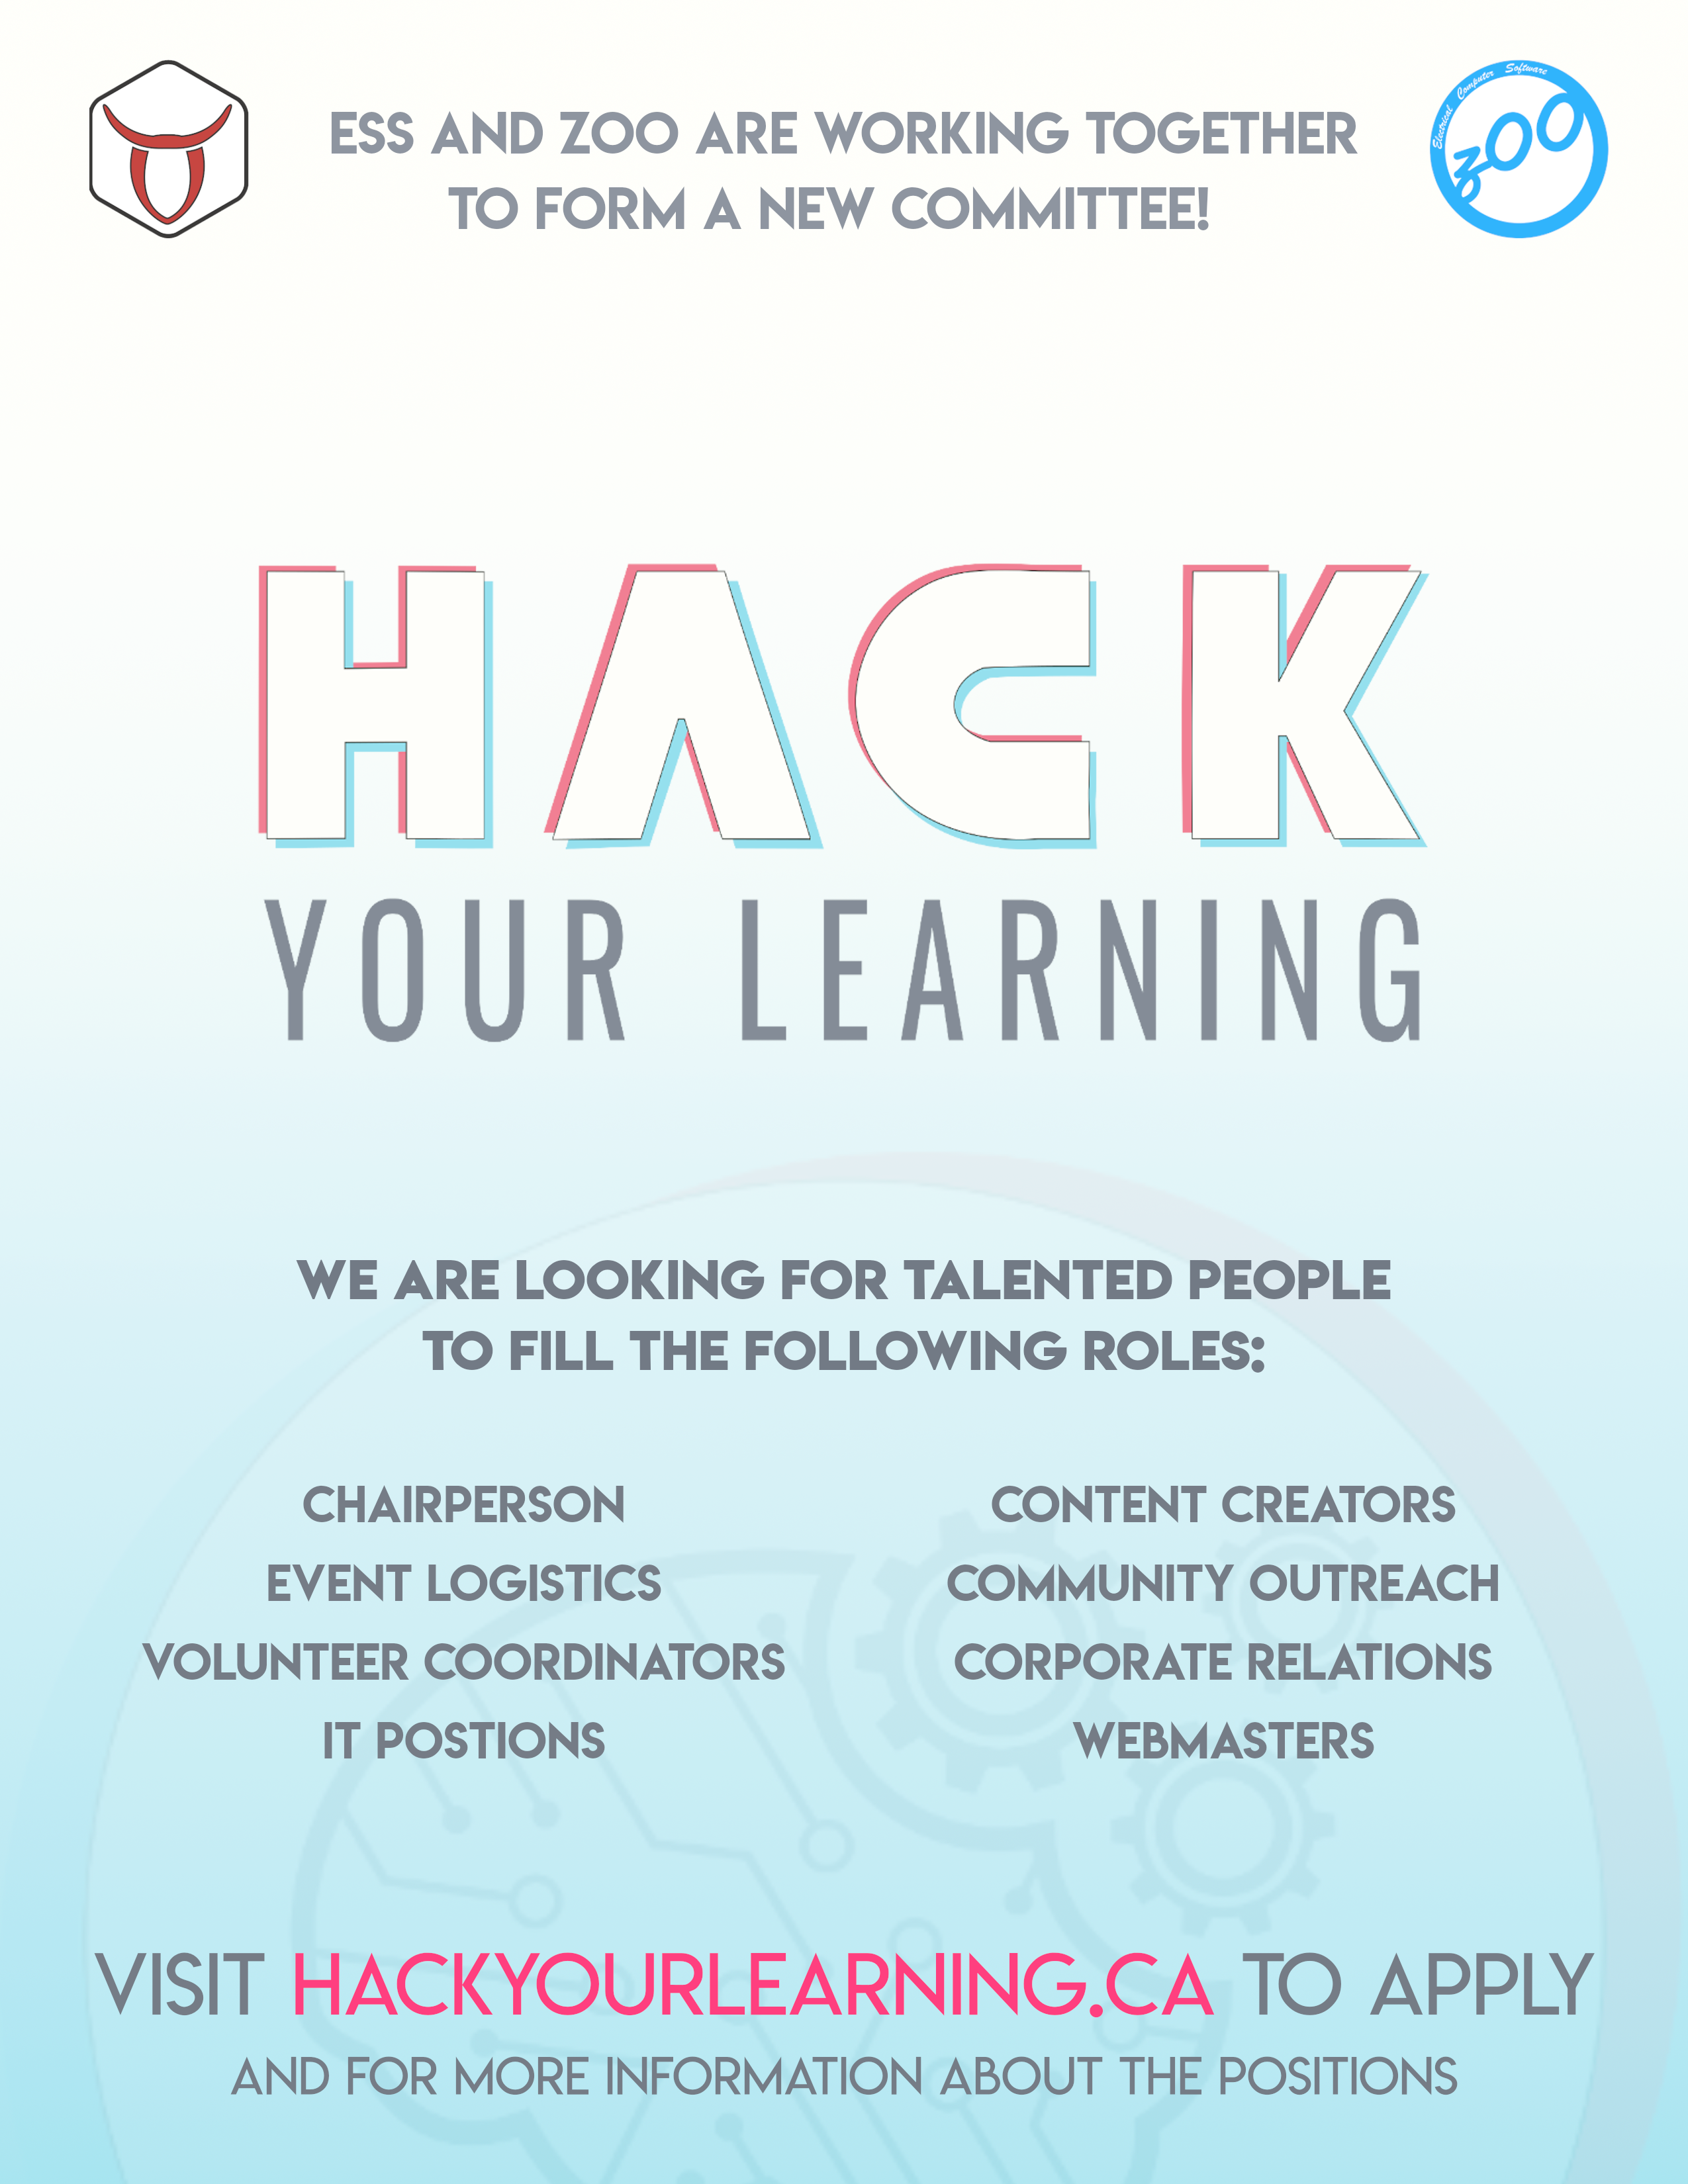 ESS AND ZOO ARE WORKING TOGETHER
TO FORM A NEW COMMITTEE!
Electrical Computer Software
zoo
HACK
YOUR LEARNING
WE ARE LOOKING FOR TALENTED PEOPLE
TO FILL THE FOLLOWING ROLES:
CHAIRPERSON
EVENT LOGISTICS
VOLUNTEER COORDINATORS
IT POSTIONS
CONTENT CREATORS
COMMUNITY OUTREACH
CORPORATE RELATIONS
WEBMASTERS
VISIT HACKYOURLEARNING.CA TO APPLY
AND FOR MORE INFORMATION ABOUT THE POSITIONS